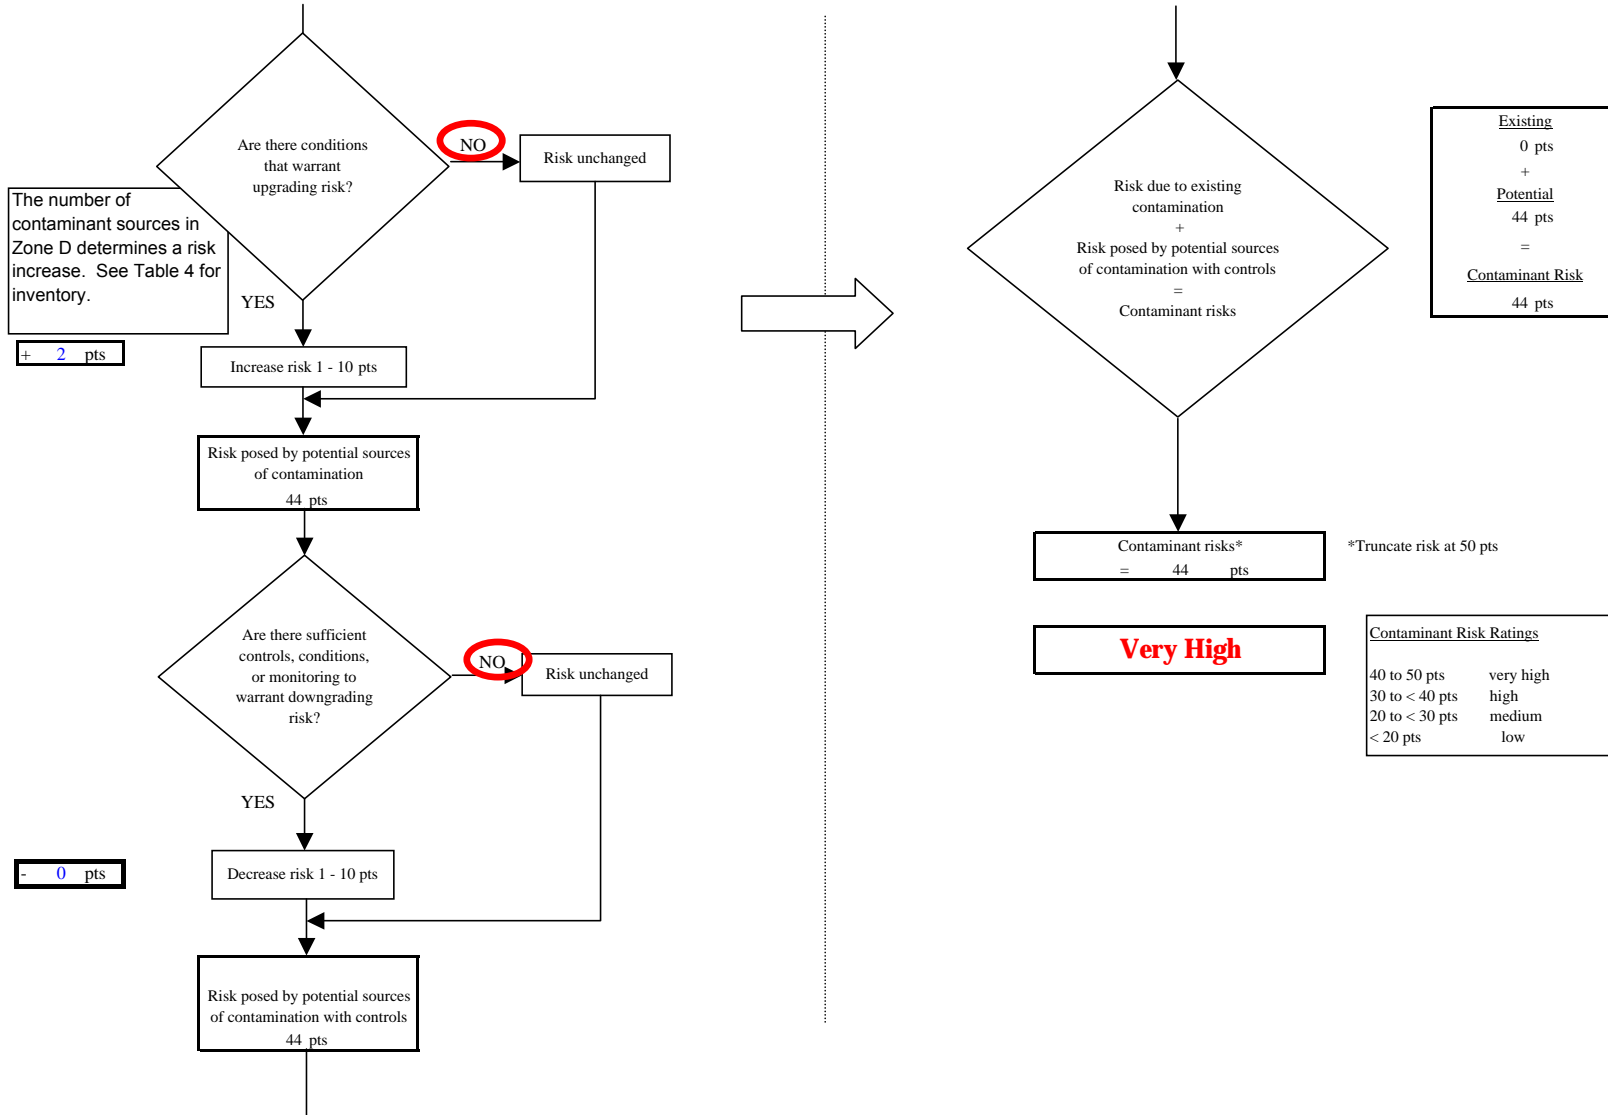 Are there conditions
that warrant
upgrading risk?
NO
Risk unchanged
The number of
contaminant sources in
Zone D determines a risk
increase. See Table 4 for
inventory.
YES
+ 2 pts
Increase risk 1 - 10 pts
Risk posed by potential sources
of contamination
44 pts
Are there sufficient
controls, conditions,
or monitoring to
warrant downgrading
risk?
NO
Risk unchanged
YES
- 0 pts
Decrease risk 1 - 10 pts
Risk posed by potential sources
of contamination with controls
44 pts
Risk due to existing
contamination
+
Risk posed by potential sources
of contamination with controls
=
Contaminant risks
Existing
0 pts
+
Potential
44 pts
=
Contaminant Risk
44 pts
Contaminant risks*
= 44 pts
*Truncate risk at 50 pts
Very High
Contaminant Risk Ratings
40 to 50 pts very high
30 to < 40 pts high
20 to < 30 pts medium
< 20 pts low